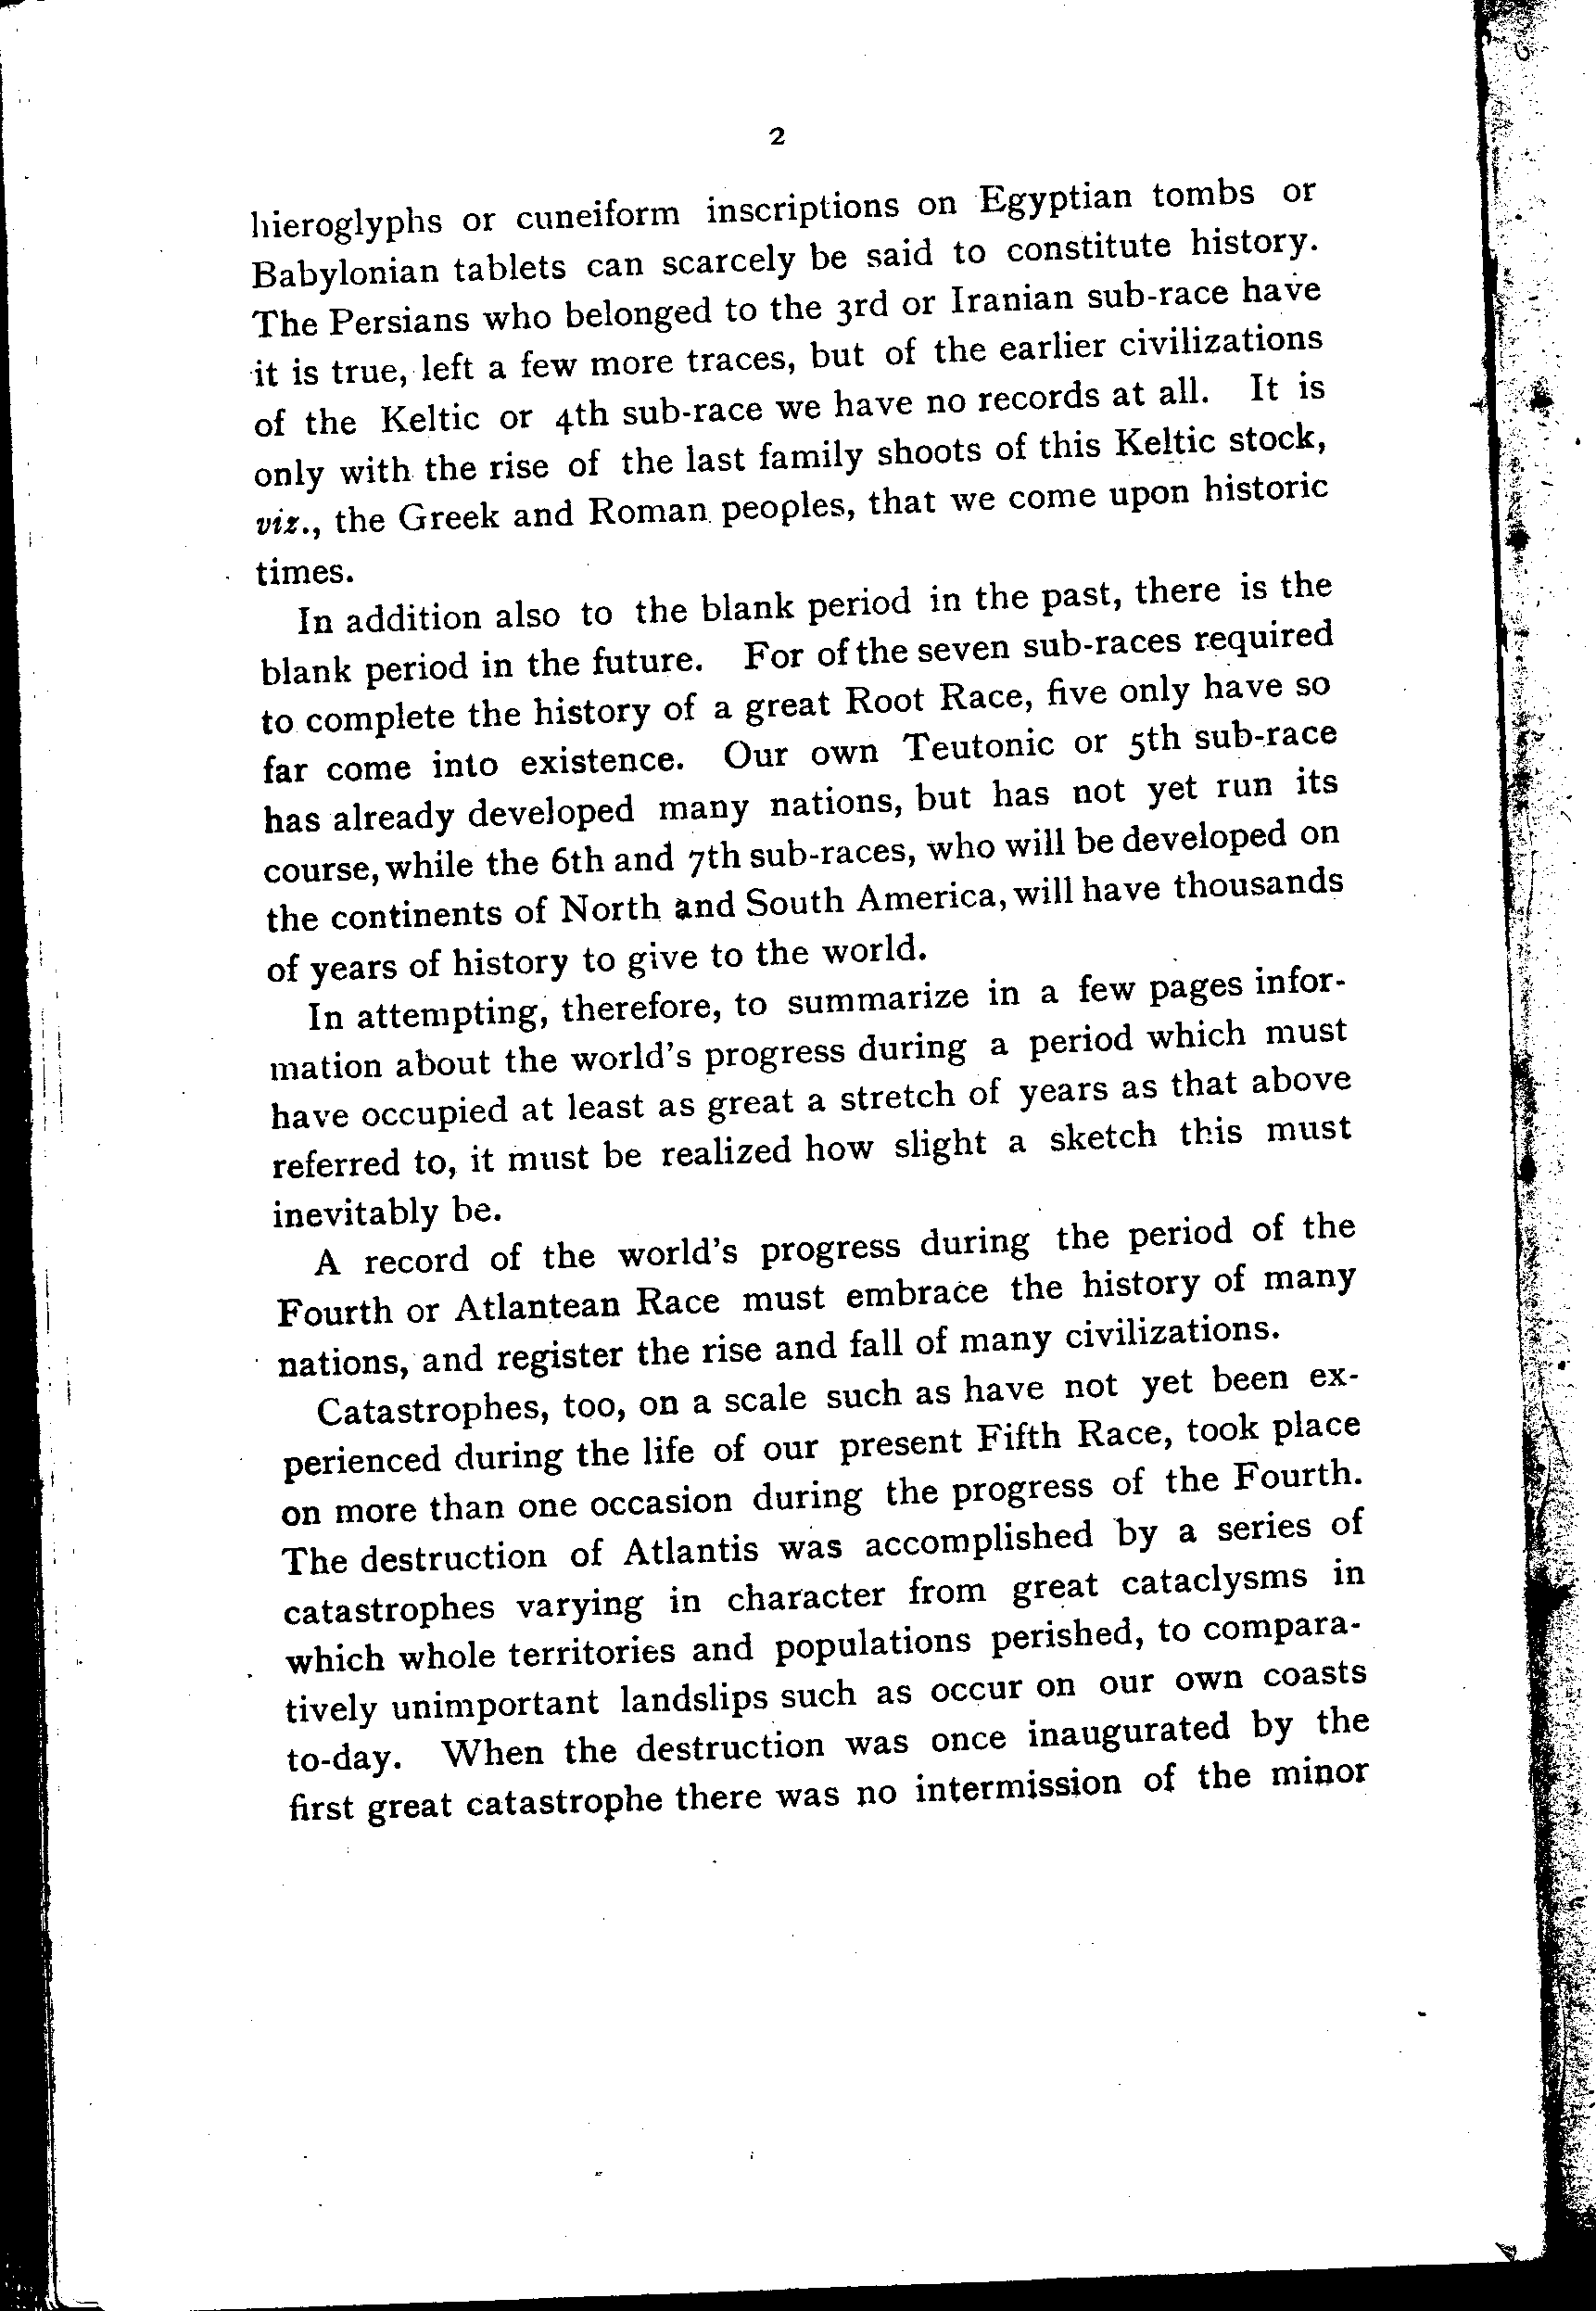 2
hieroglyphs or cuneiform inscriptions on Egyptian tombs or
Babylonian tablets can scarcely be said to constitute history.
The Persians who belonged to the 3rd or Iranian sub-race have
it is true, left a few more traces, but of the earlier civilizations
of the Keltic or 4th sub-race we have no records at all. It is
only with the rise of the last family shoots of this Keltic stock,
viz., the Greek and Roman peoples, that we come upon historic
times.
In addition also to the blank period in the past, there is the
blank period in the future. For of the seven sub-races required
to complete the history of a great Root Race, five only have so
far come into existence. Our own Teutonic or 5th sub-race
has already developed many nations, but has not yet run its
course, while the 6th and 7th sub-races, who will be developed on
the continents of North and South America, will have thousands
of years of history to give to the world.
In attempting, therefore, to summarize in a few pages infor-
mation about the world's progress during a period which must
have occupied at least as great a stretch of years as that above
referred to, it must be realized how slight a sketch this must
inevitably be.
A record of the world's progress during the period of the
Fourth or Atlantean Race must embrace the history of many
nations, and register the rise and fall of many civilizations.
Catastrophes, too, on a scale such as have not yet been ex-
perienced during the life of our present Fifth Race, took place
on more than one occasion during the progress of the Fourth.
The destruction of Atlantis was accomplished by a series of
catastrophes varying in character from great cataclysms in
which whole territories and populations perished, to compara-
tively unimportant landslips such as occur on our own coasts
to-day. When the destruction was once inaugurated by the
first great catastrophe there was no intermission of the minor